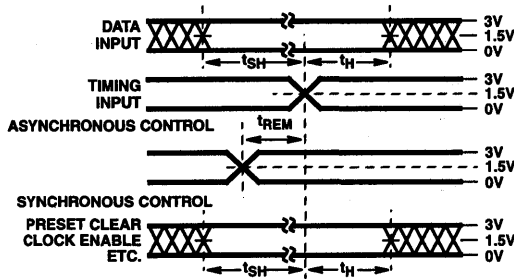 DATA INPUT
3V
1.5V
0V
tSH
tH
TIMING INPUT
3V
1.5V
0V
tREM
ASYNCHRONOUS CONTROL
3V
1.5V
0V
SYNCHRONOUS CONTROL
PRESET CLEAR
CLOCK ENABLE
ETC.
3V
1.5V
0V
tSH
tH